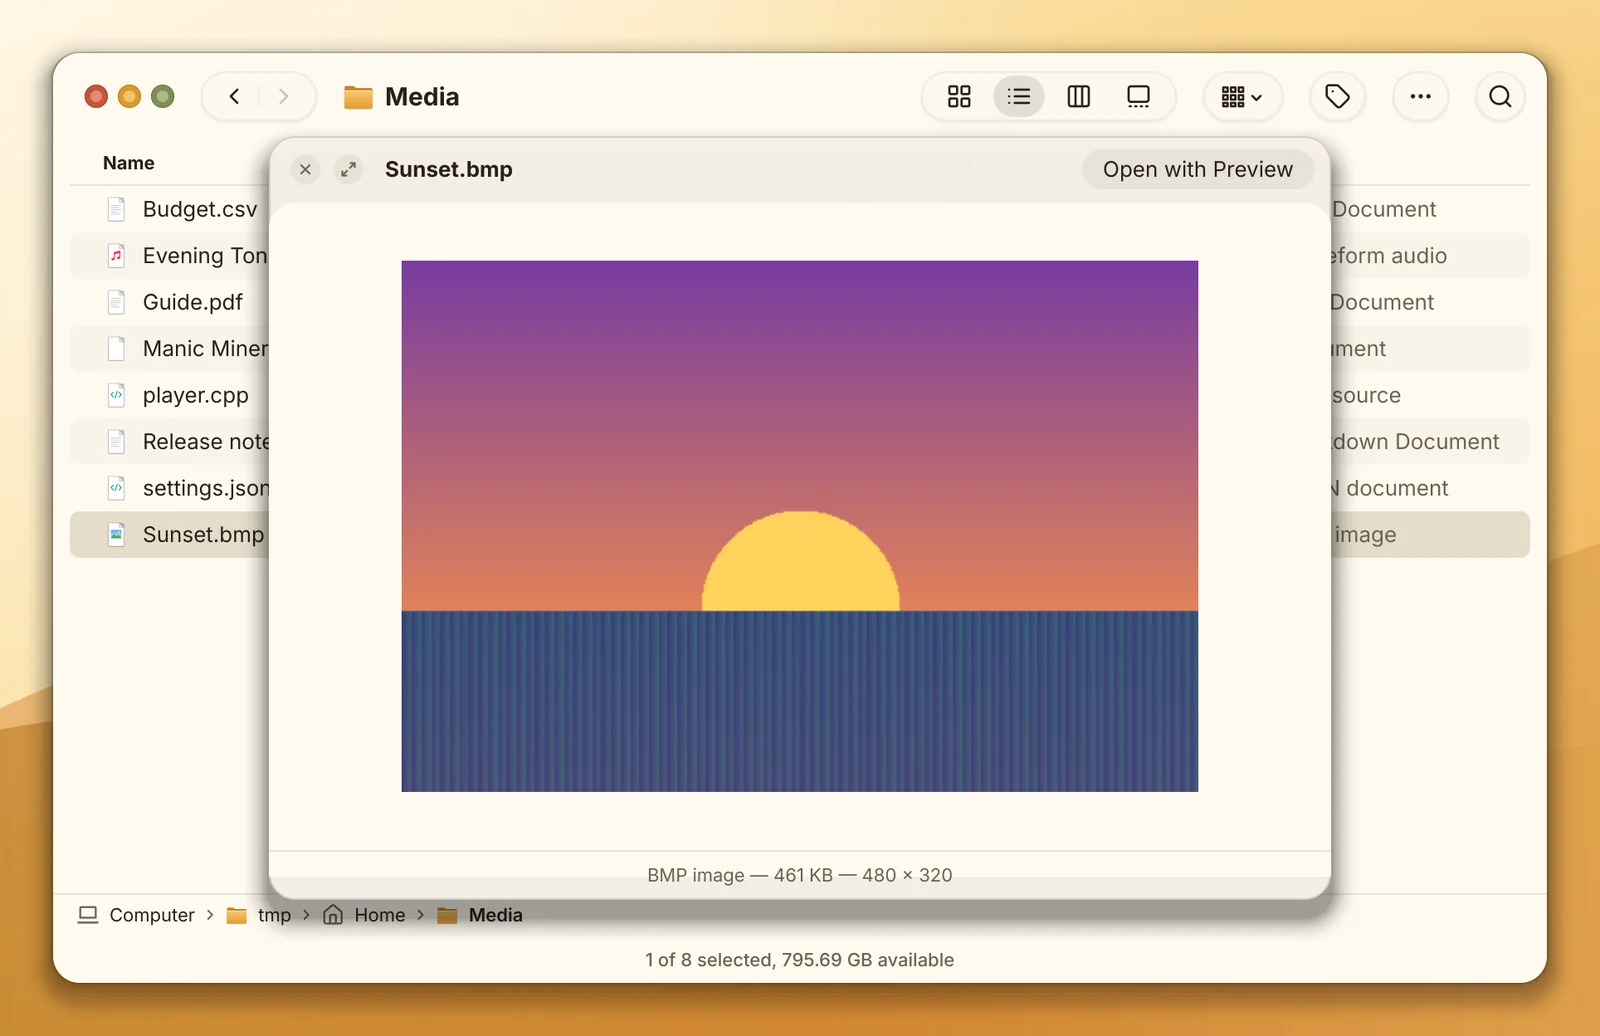 Media
Sunset.bmp
Open with Preview
Name
Budget.csv
Document
Evening Ton
eform audio
Guide.pdf
Document
Manic Miner
ument
player.cpp
source
Release note
down Document
settings.json
N document
Sunset.bmp
image
BMP image — 461 KB — 480 × 320
Computer > tmp > Home > Media
1 of 8 selected, 795.69 GB available